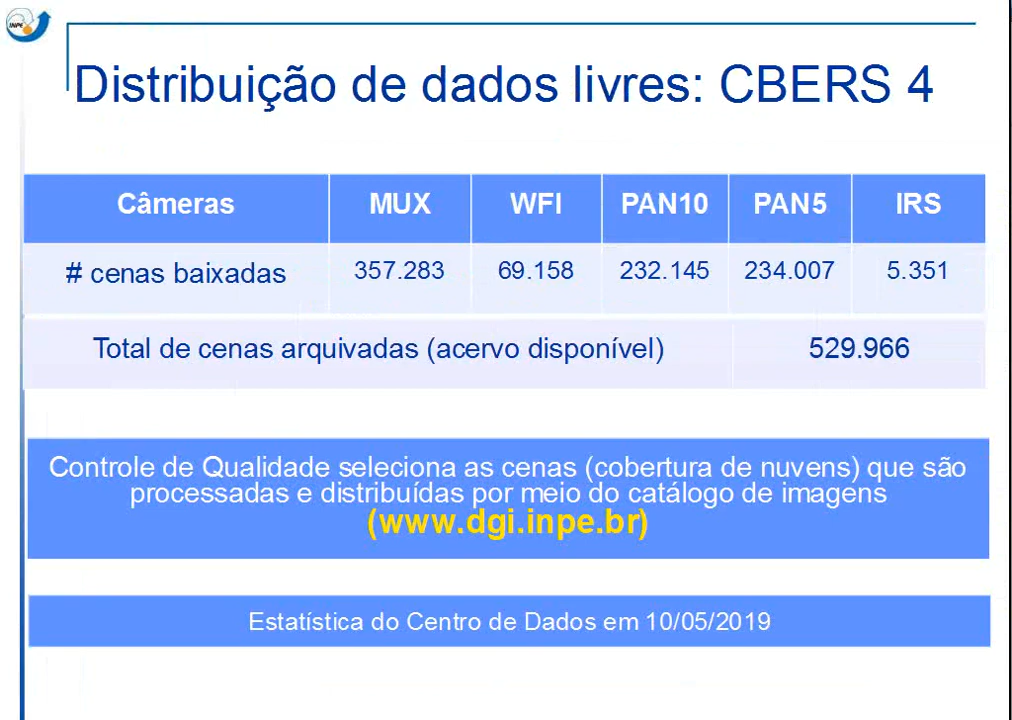 INPE
Distribuição de dados livres: CBERS 4
Câmeras MUX WFI PAN10 PAN5 IRS
# cenas baixadas 357.283 69.158 232.145 234.007 5.351
Total de cenas arquivadas (acervo disponível) 529.966
Controle de Qualidade seleciona as cenas (cobertura de nuvens) que são
processadas e distribuídas por meio do catálogo de imagens
(www.dgi.inpe.br)
Estatística do Centro de Dados em 10/05/2019